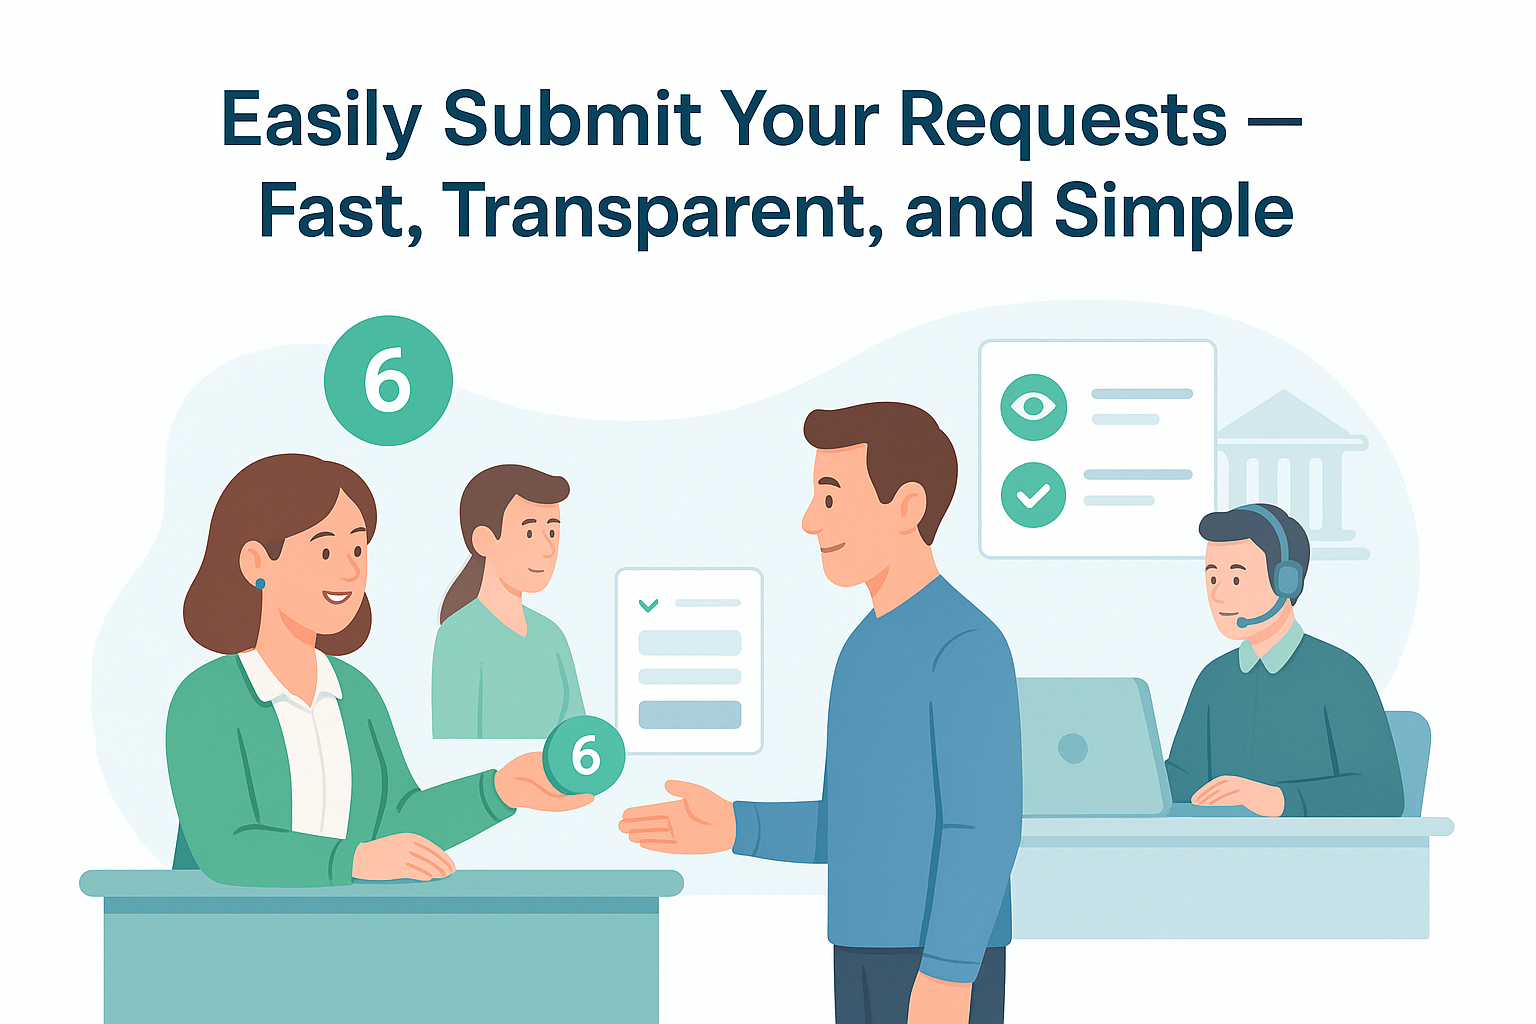 Easily Submit Your Requests —
Fast, Transparent, and Simple
6
6